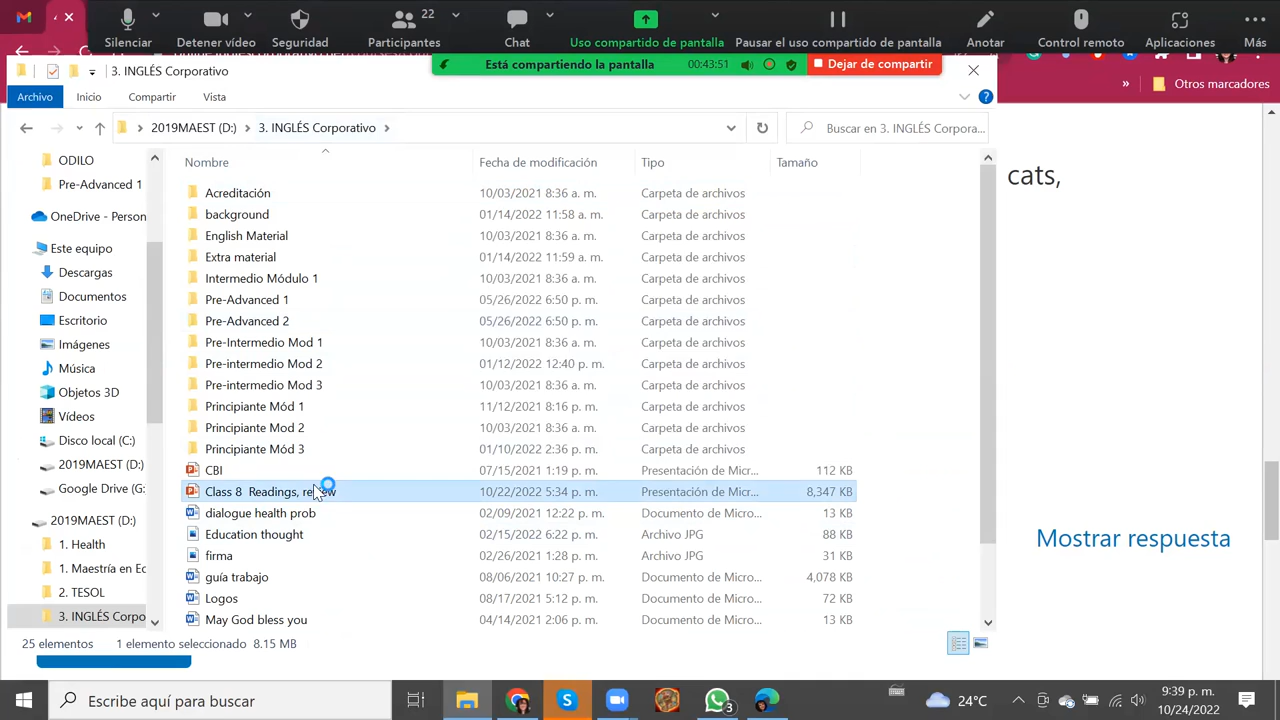 22
Silenciar Detener vídeo Seguridad Participantes Chat Uso compartido de pantalla Pausar el uso compartido de pantalla Anotar Control remoto Aplicaciones Más
3. INGLÉS Corporativo
Está compartiendo la pantalla 00:43:51 Dejar de compartir
Archivo Inicio Compartir Vista
» Otros marcadores
2019MAEST (D:) 3. INGLÉS Corporativo Buscar en 3. INGLÉS Corpora...
ODILO Nombre Fecha de modificación Tipo Tamaño
cats,
Pre-Advanced 1
Acreditación 10/03/2021 8:36 a. m. Carpeta de archivos
OneDrive - Person
background 01/14/2022 11:58 a. m. Carpeta de archivos
English Material 10/03/2021 8:36 a. m. Carpeta de archivos
Este equipo
Extra material 01/14/2022 11:59 a. m. Carpeta de archivos
Descargas
Intermedio Módulo 1 10/03/2021 8:36 a. m. Carpeta de archivos
Documentos
Pre-Advanced 1 05/26/2022 6:50 p. m. Carpeta de archivos
Escritorio Pre-Advanced 2 05/26/2022 6:50 p. m. Carpeta de archivos
Imágenes Pre-Intermedio Mod 1 10/03/2021 8:36 a. m. Carpeta de archivos
Música Pre-intermedio Mod 2 01/12/2022 12:40 p. m. Carpeta de archivos
Objetos 3D Pre-intermedio Mod 3 10/03/2021 8:36 a. m. Carpeta de archivos
Vídeos Principiante Mód 1 11/12/2021 8:16 p. m. Carpeta de archivos
Disco local (C:) Principiante Mod 2 10/03/2021 8:36 a. m. Carpeta de archivos
Principiante Mód 3 01/10/2022 2:36 p. m. Carpeta de archivos
2019MAEST (D:) CBI 07/15/2021 1:19 p. m. Presentación de Micr... 112 KB
Google Drive (G: Class 8 Readings, review 10/22/2022 5:34 p. m. Presentación de Micr... 8,347 KB
2019MAEST (D:) dialogue health prob 02/09/2021 12:22 p. m. Documento de Micro... 13 KB
Education thought 02/15/2022 6:22 p. m. Archivo JPG 88 KB
Mostrar respuesta
1. Health
firma 02/26/2021 1:28 p. m. Archivo JPG 31 KB
1. Maestría en Ed
guía trabajo 08/06/2021 10:27 p. m. Documento de Micro... 4,078 KB
2. TESOL Logos 08/17/2021 5:12 p. m. Documento de Micro... 72 KB
3. INGLÉS Corpo May God bless you 04/14/2021 2:06 p. m. Documento de Micro... 13 KB
25 elementos 1 elemento seleccionado 8.15 MB
Escribe aquí para buscar 3 24°C 9:39 p. m.
10/24/2022